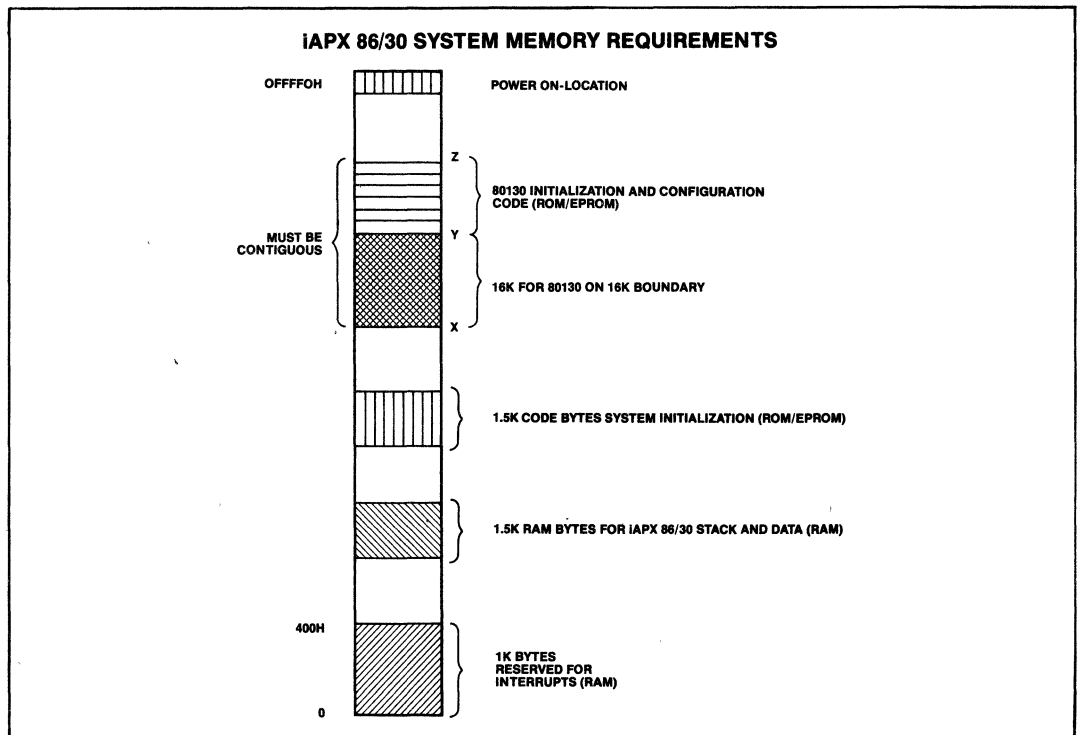 iAPX 86/30 SYSTEM MEMORY REQUIREMENTS
OFFFFOH
POWER ON-LOCATION
Z
80130 INITIALIZATION AND CONFIGURATION
CODE (ROM/EPROM)
MUST BE
CONTIGUOUS
Y
16K FOR 80130 ON 16K BOUNDARY
X
1.5K CODE BYTES SYSTEM INITIALIZATION (ROM/EPROM)
1.5K RAM BYTES FOR iAPX 86/30 STACK AND DATA (RAM)
400H
1K BYTES
RESERVED FOR
INTERRUPTS (RAM)
0